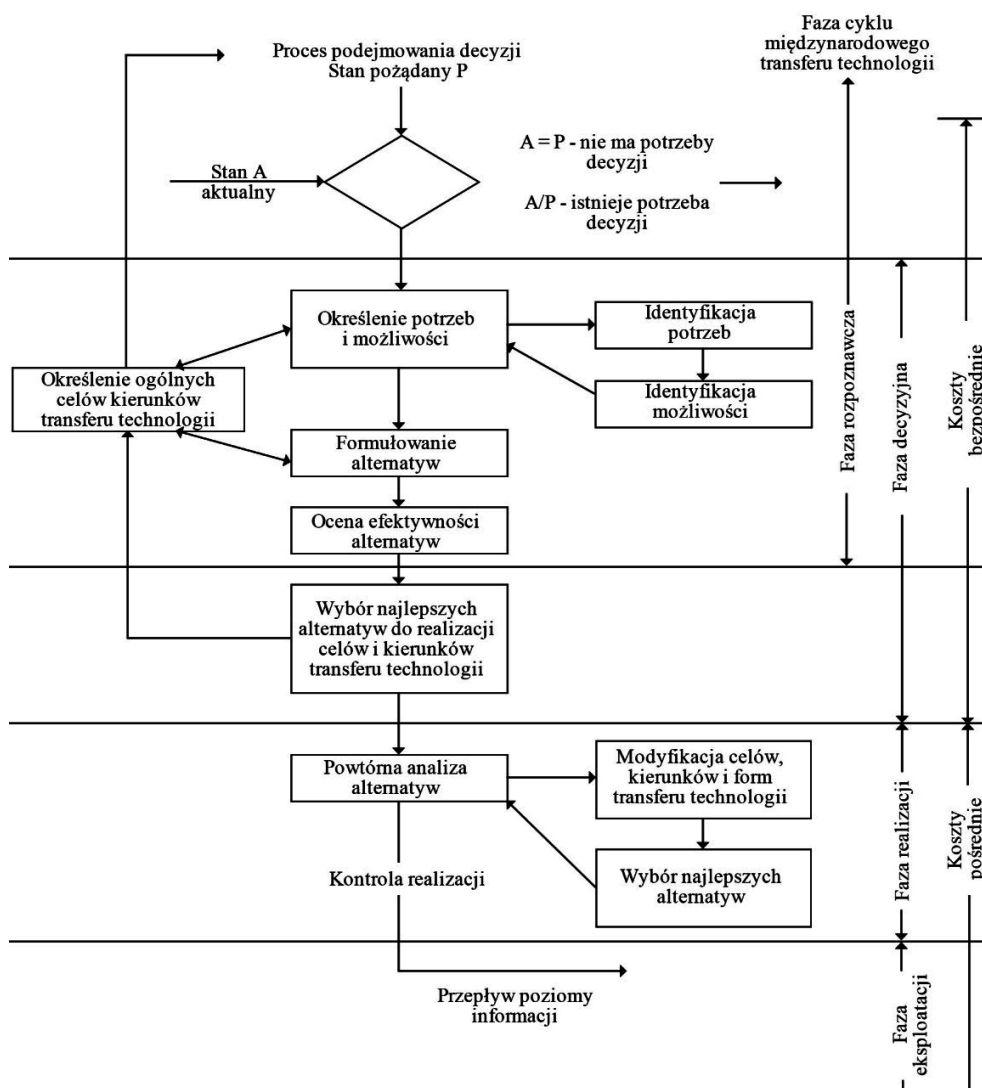 Proces podejmowania decyzji
Stan pożądany P
Faza cyklu
międzynarodowego
transferu technologii
Stan A
aktualny
A = P - nie ma potrzeby
decyzji
A/P - istnieje potrzeba
decyzji
Określenie potrzeb
i możliwości
Identyfikacja
potrzeb
Identyfikacja
możliwości
Określenie ogólnych
celów kierunków
transferu technologii
Formułowanie
alternatyw
Ocena efektywności
alternatyw
Faza rozpoznawcza
Faza decyzyjna
Koszty
bezpośrednie
Wybór najlepszych
alternatyw do realizacji
celów i kierunków
transferu technologii
Powtórna analiza
alternatyw
Modyfikacja celów,
kierunków i form
transferu technologii
Wybór najlepszych
alternatyw
Kontrola realizacji
Faza realizacji
Koszty
pośrednie
Przepływ poziomy
informacji
Faza
eksploatacji